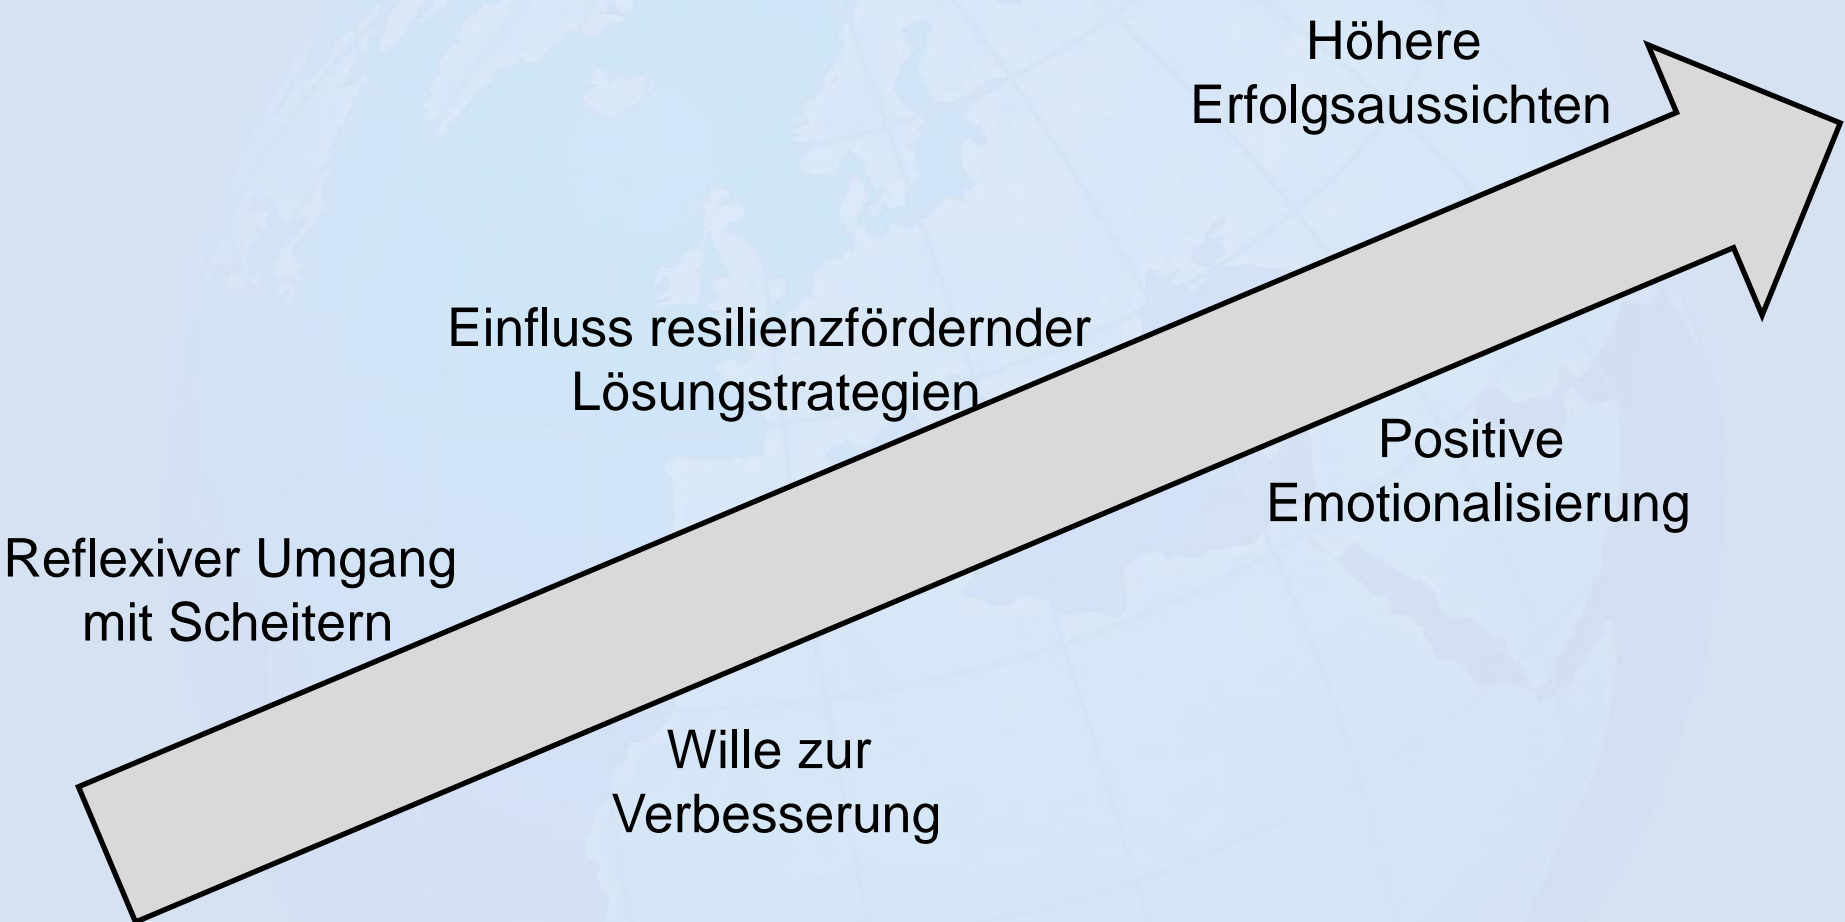 Höhere
Erfolgsaussichten
Einfluss resilienzfördernder
Lösungstrategien
Positive
Emotionalisierung
Reflexiver Umgang
mit Scheitern
Wille zur
Verbesserung